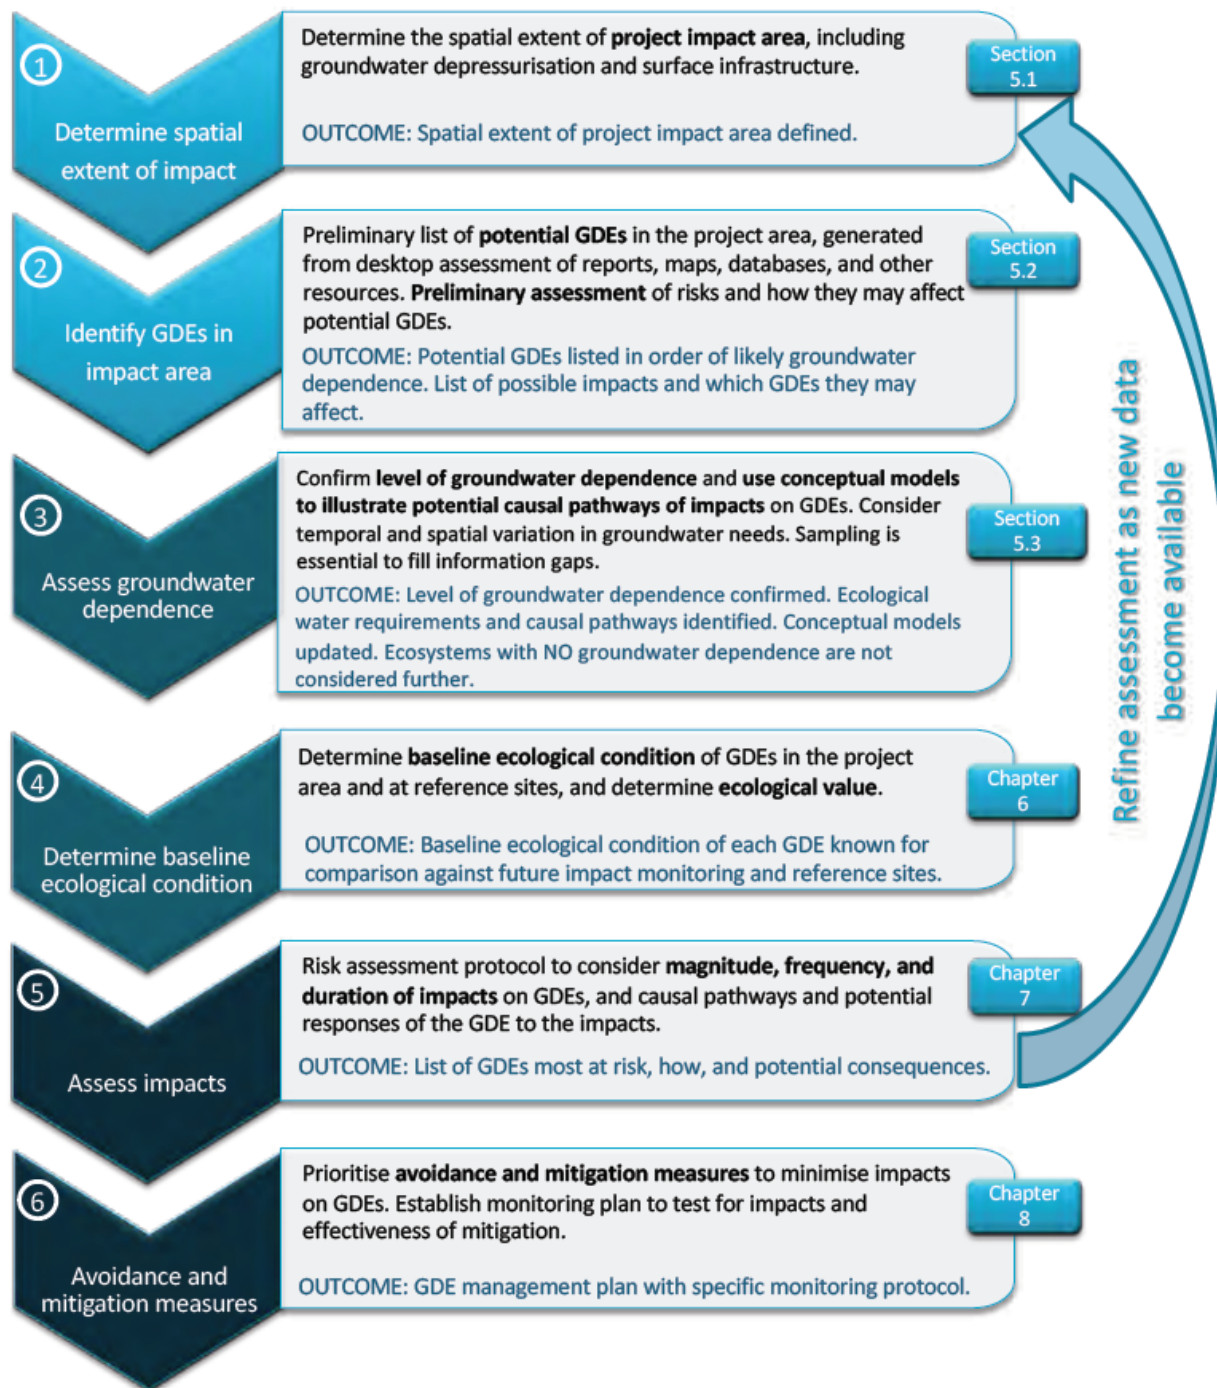 1
Determine spatial
extent of impact
Determine the spatial extent of project impact area, including
groundwater depressurisation and surface infrastructure.
OUTCOME: Spatial extent of project impact area defined.
Section
5.1
2
Identify GDEs in
impact area
Preliminary list of potential GDEs in the project area, generated
from desktop assessment of reports, maps, databases, and other
resources. Preliminary assessment of risks and how they may affect
potential GDEs.
OUTCOME: Potential GDEs listed in order of likely groundwater
dependence. List of possible impacts and which GDEs they may
affect.
Section
5.2
3
Assess groundwater
dependence
Confirm level of groundwater dependence and use conceptual models
to illustrate potential causal pathways of impacts on GDEs. Consider
temporal and spatial variation in groundwater needs. Sampling is
essential to fill information gaps.
OUTCOME: Level of groundwater dependence confirmed. Ecological
water requirements and causal pathways identified. Conceptual models
updated. Ecosystems with NO groundwater dependence are not
considered further.
Section
5.3
4
Determine baseline
ecological condition
Determine baseline ecological condition of GDEs in the project
area and at reference sites, and determine ecological value.
OUTCOME: Baseline ecological condition of each GDE known for
comparison against future impact monitoring and reference sites.
Chapter
6
5
Assess impacts
Risk assessment protocol to consider magnitude, frequency, and
duration of impacts on GDEs, and causal pathways and potential
responses of the GDE to the impacts.
OUTCOME: List of GDEs most at risk, how, and potential consequences.
Chapter
7
6
Avoidance and
mitigation measures
Prioritise avoidance and mitigation measures to minimise impacts
on GDEs. Establish monitoring plan to test for impacts and
effectiveness of mitigation.
OUTCOME: GDE management plan with specific monitoring protocol.
Chapter
8
Refine assessment as new data
become available